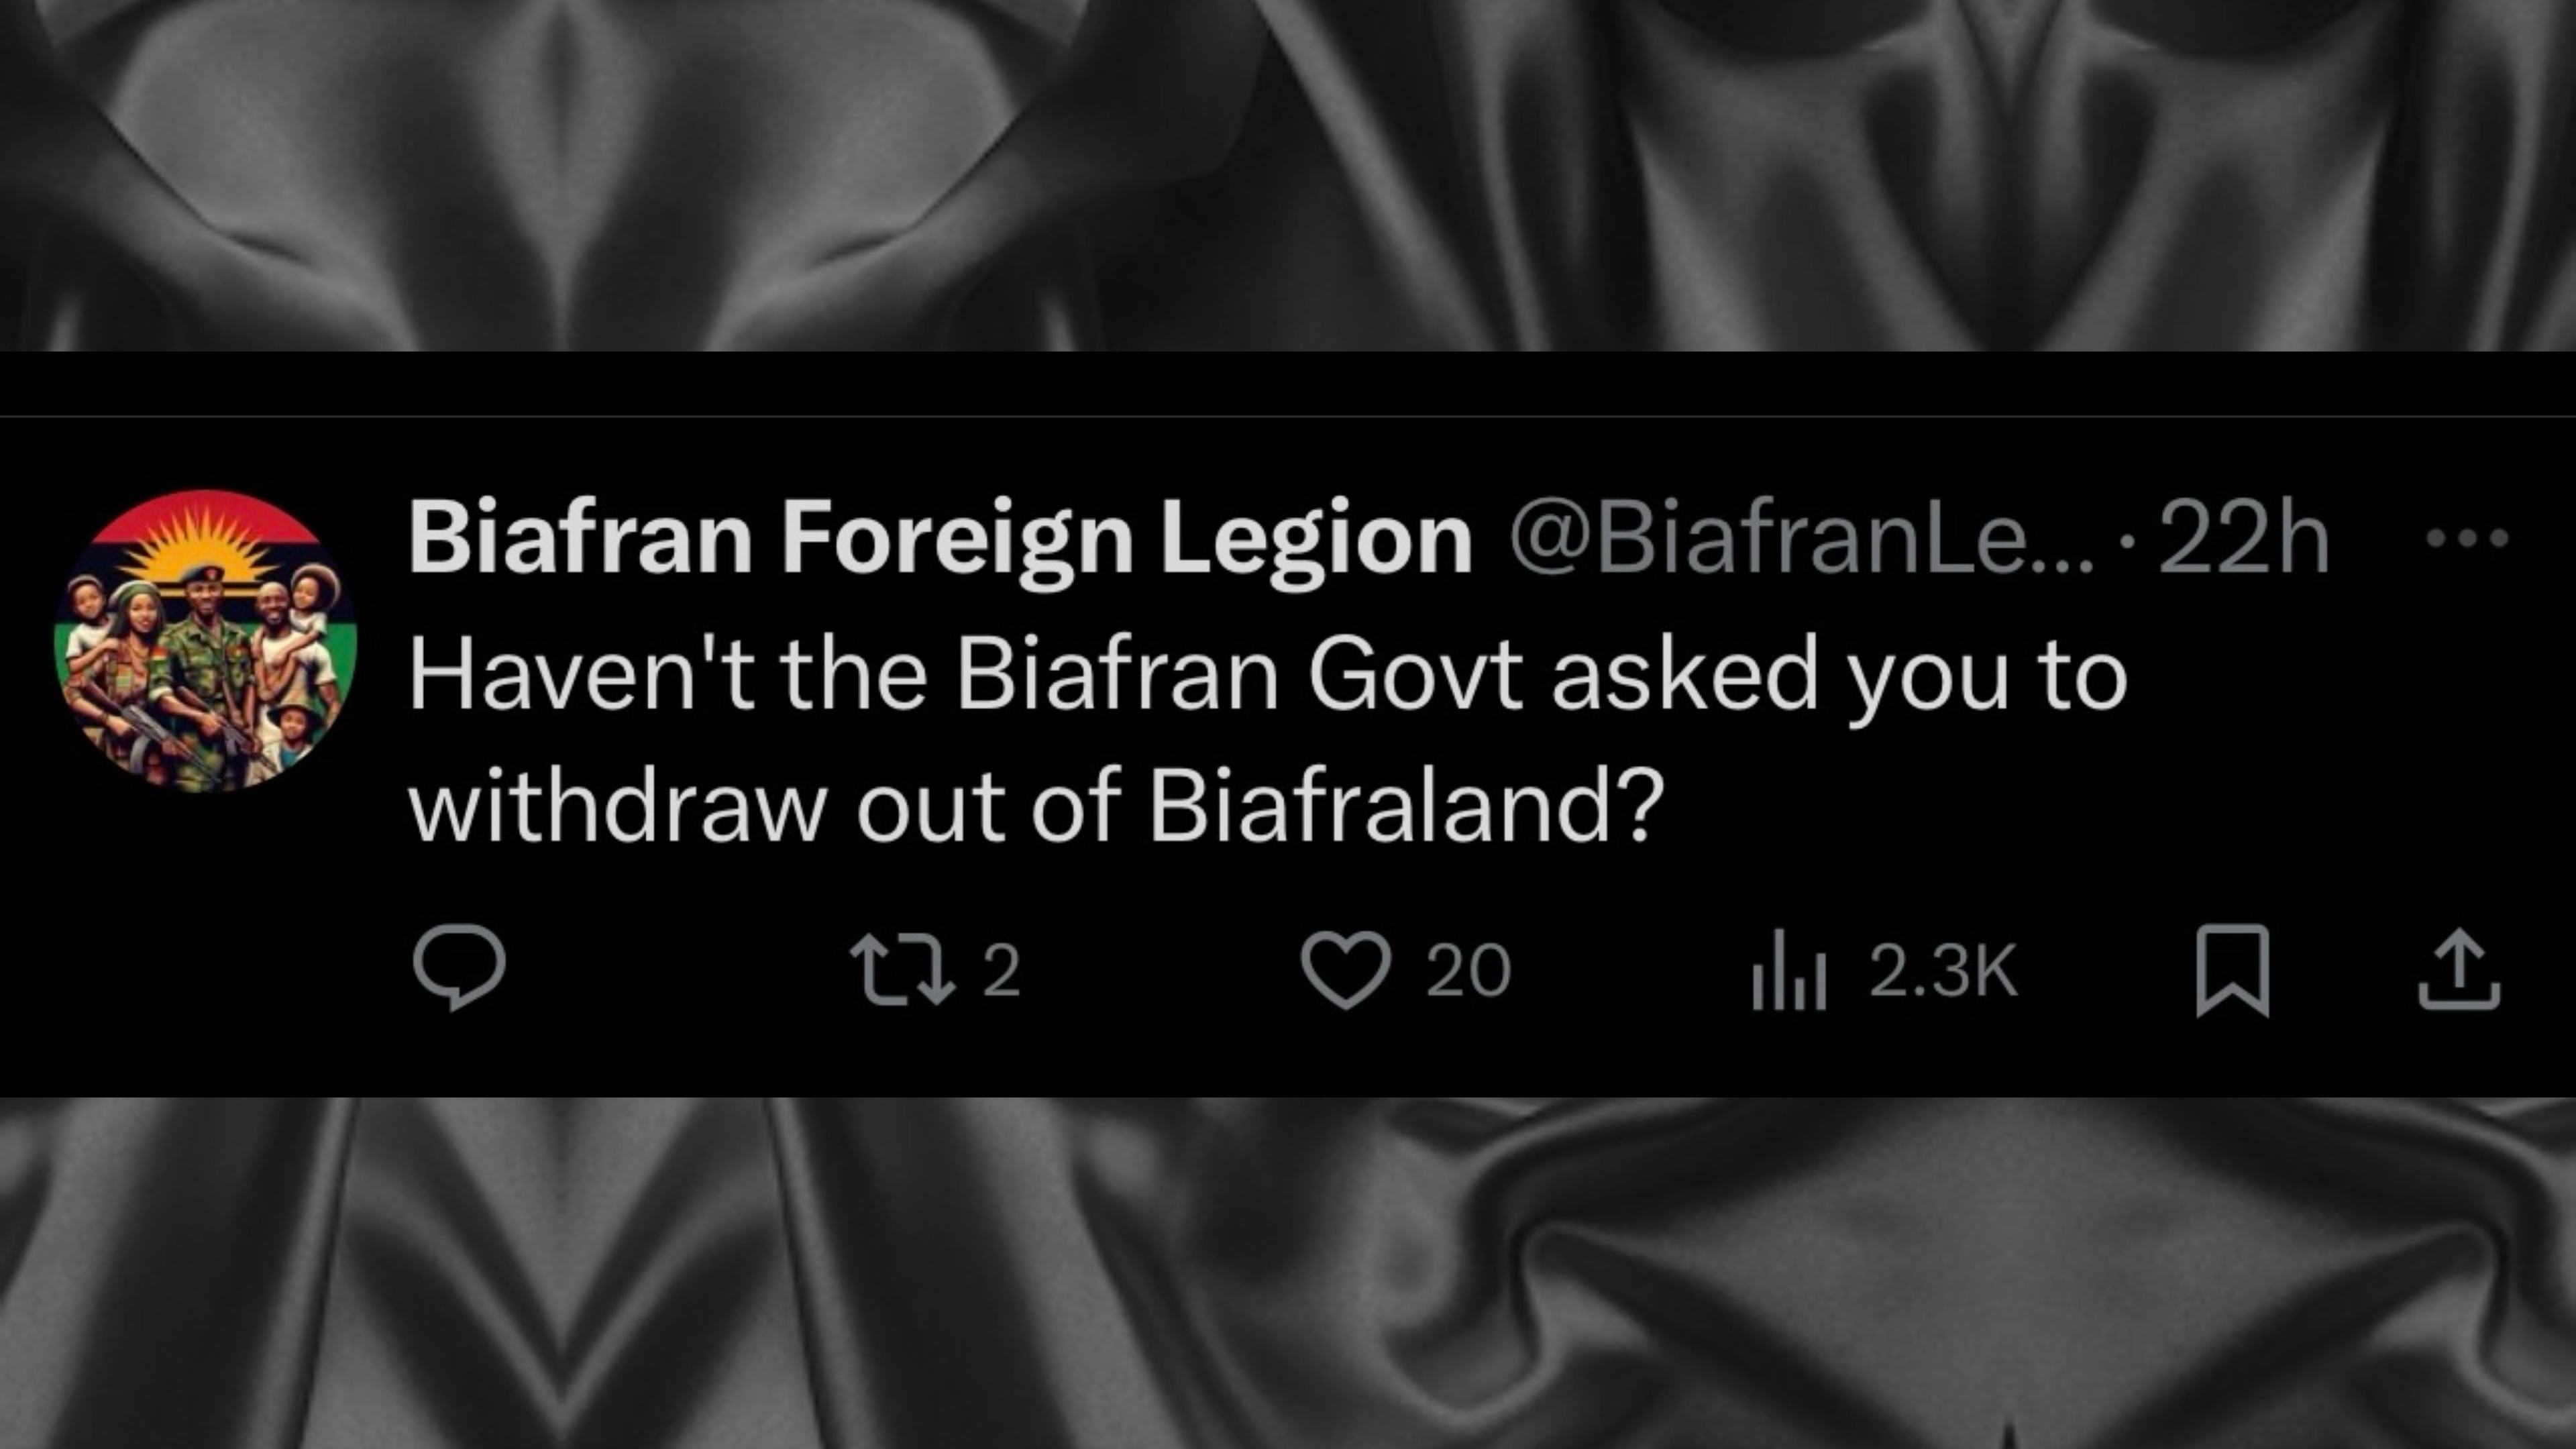 Biafran Foreign Legion @BiafranLe... · 22h
Haven't the Biafran Govt asked you to
withdraw out of Biafraland?
2 20 2.3K